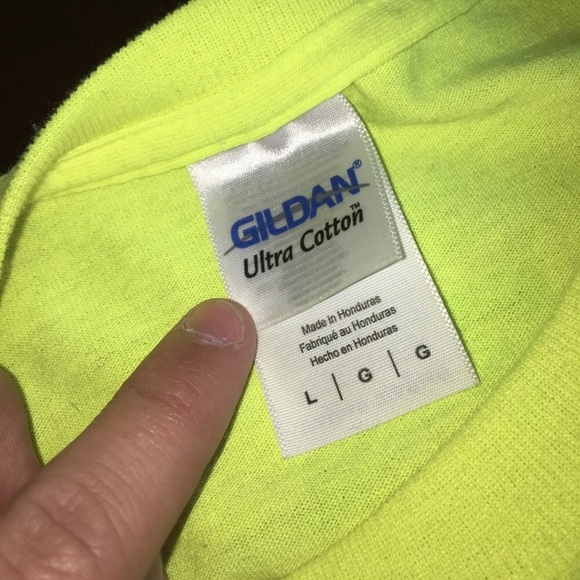 GILDAN®
Ultra Cotton™
Made in Honduras
Fabriqué au Honduras
Hecho en Honduras
L | G | G